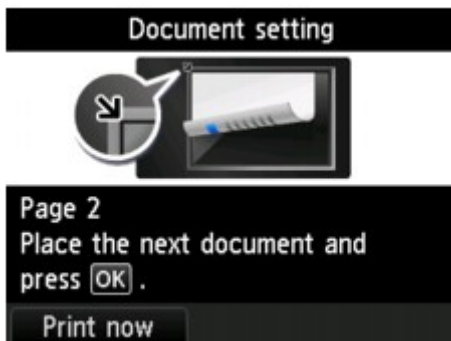 Document setting
Page 2
Place the next document and
press OK .
Print now